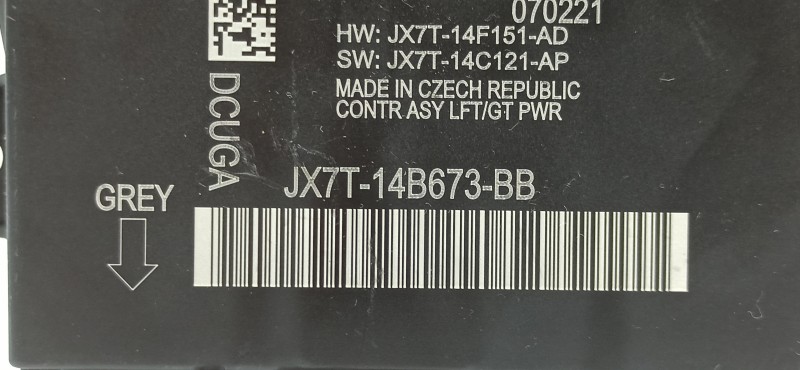 070221
HW: JX7T-14F151-AD
SW: JX7T-14C121-AP
MADE IN CZECH REPUBLIC
CONTR ASY LFT/GT PWR
DCUGA
JX7T-14B673-BB
GREY